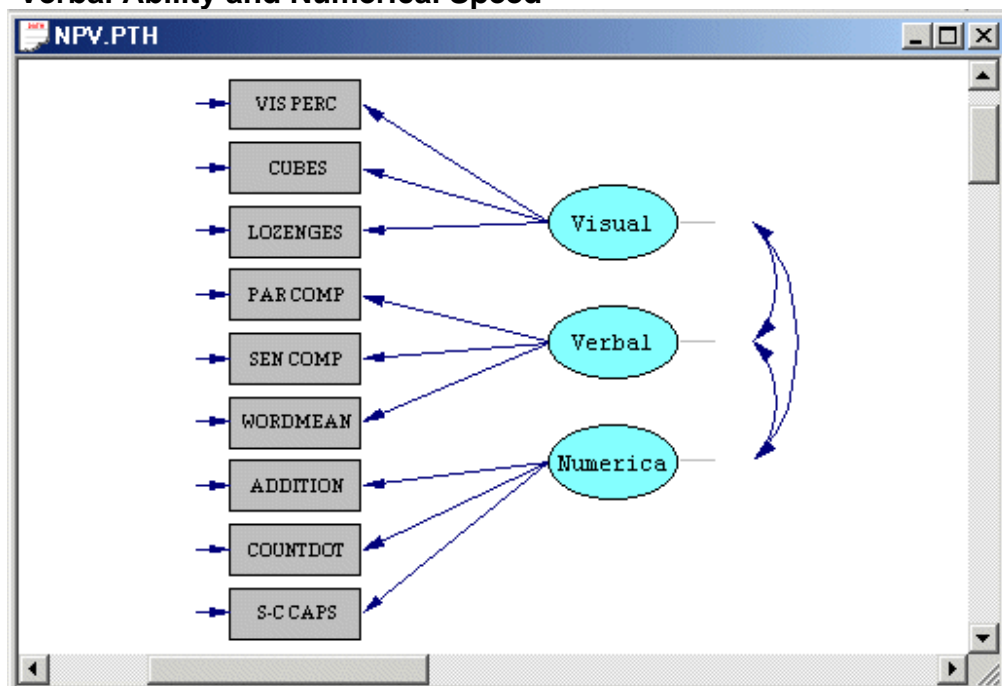 Verbal Ability and Numerical Speed
NPV.PTH
VIS PERC
CUBES
LOZENGES
PAR COMP
SEN COMP
WORDMEAN
ADDITION
COUNTDOT
S-C CAPS
Visual
Verbal
Numerica